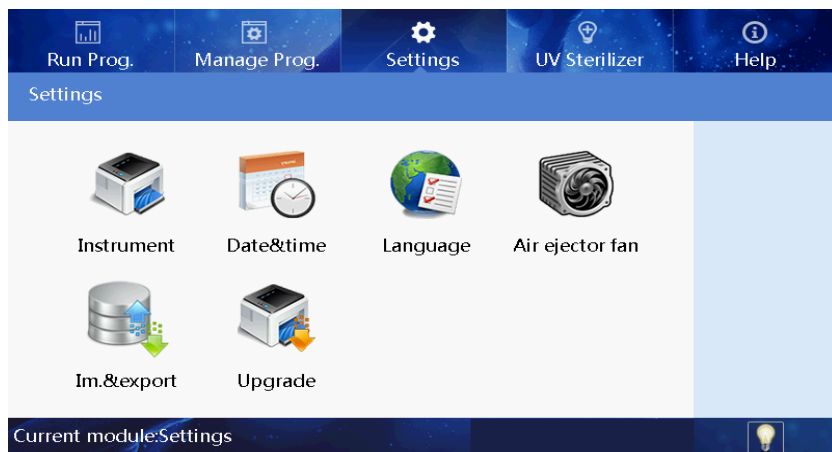 Run Prog.
Manage Prog.
Settings
UV Sterilizer
Help
Settings
Instrument
Date&time
Language
Air ejector fan
Im.&export
Upgrade
Current module:Settings